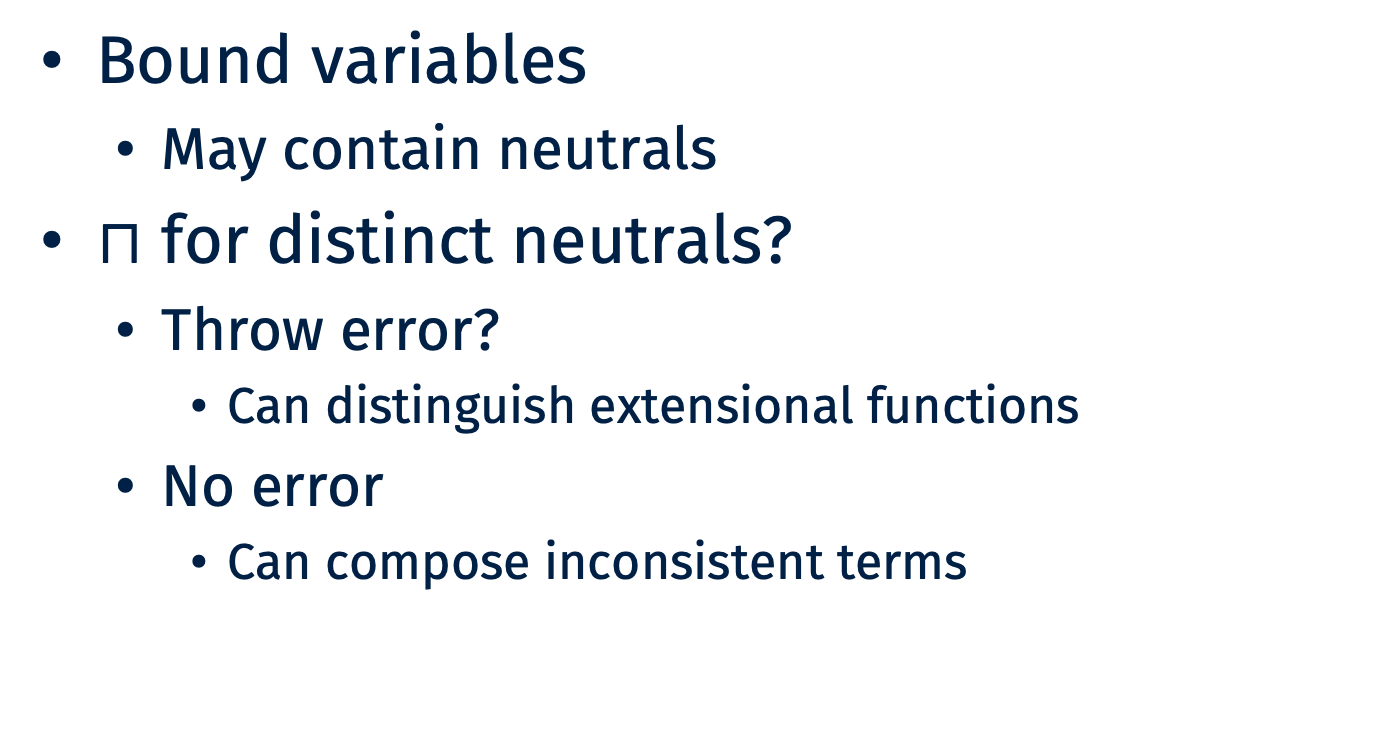 • Bound variables
• May contain neutrals
• ⊓ for distinct neutrals?
• Throw error?
• Can distinguish extensional functions
• No error
• Can compose inconsistent terms